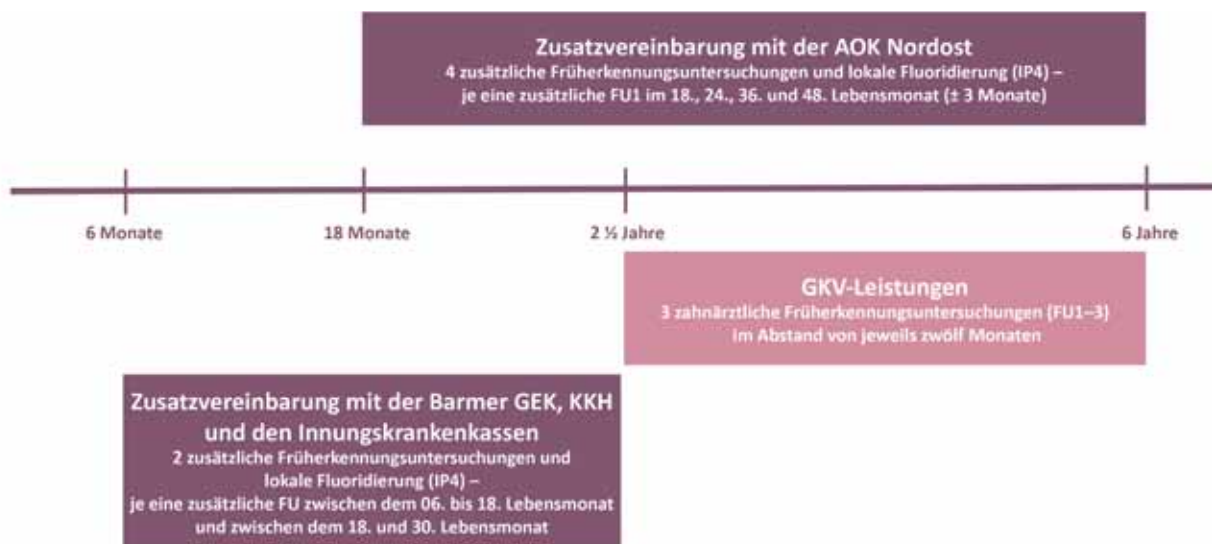 Zusatzvereinbarung mit der AOK Nordost
4 zusätzliche Früherkennungsuntersuchungen und lokale Fluoridierung (IP4) –
je eine zusätzliche FU1 im 18., 24., 36. und 48. Lebensmonat (± 3 Monate)
6 Monate
18 Monate
2 ½ Jahre
6 Jahre
GKV-Leistungen
3 zahnärztliche Früherkennungsuntersuchungen (FU1–3)
im Abstand von jeweils zwölf Monaten
Zusatzvereinbarung mit der Barmer GEK, KKH
und den Innungskrankenkassen
2 zusätzliche Früherkennungsuntersuchungen und
lokale Fluoridierung (IP4) –
je eine zusätzliche FU zwischen dem 06. bis 18. Lebensmonat
und zwischen dem 18. und 30. Lebensmonat